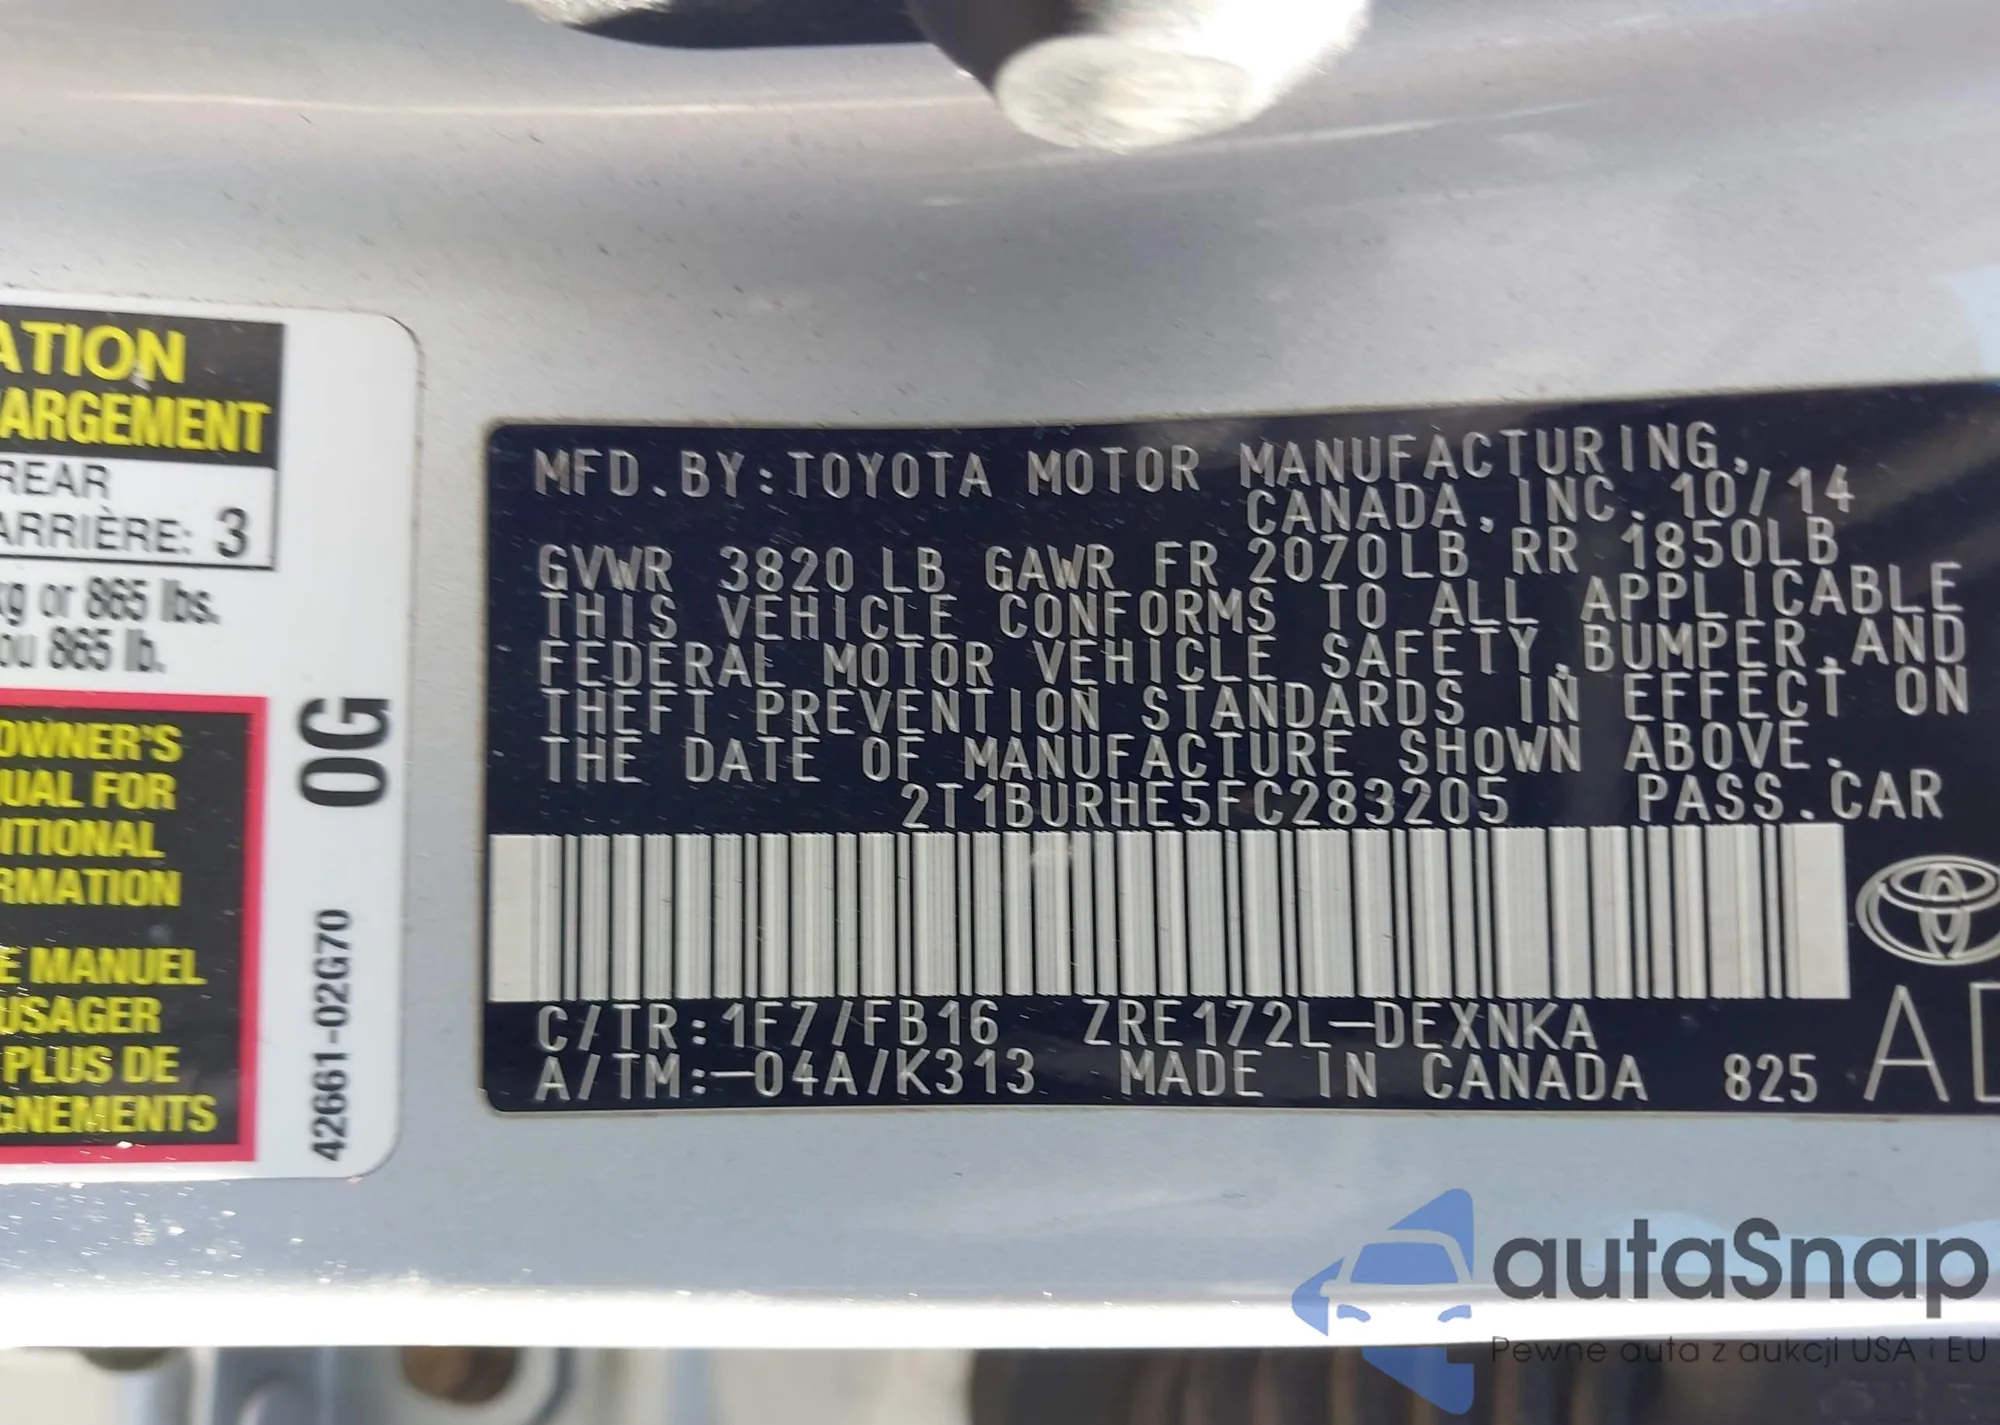 ATION
ARGEMENT
REAR
ARRIÈRE: 3
kg or 865 lbs.
ou 865 lb.
OWNER'S
UAL FOR
ITIONAL
RMATION
E MANUEL
USAGER
PLUS DE
GNEMENTS
0G
42661-02G70
MFD.BY:TOYOTA MOTOR MANUFACTURING,
CANADA, INC. 10/14
GVWR 3820 LB GAWR FR 2070LB RR 1850LB
THIS VEHICLE CONFORMS TO ALL APPLICABLE
FEDERAL MOTOR VEHICLE SAFETY,BUMPER,AND
THEFT PREVENTION STANDARDS IN EFFECT ON
THE DATE OF MANUFACTURE SHOWN ABOVE.
2T1BURHE5FC283205 PASS.CAR
C/TR:1F7/FB16 ZRE172L-DEXNKA
A/TM:-04A/K313 MADE IN CANADA 825
A
autaSnap
Pewne auta z aukcji USA i EU